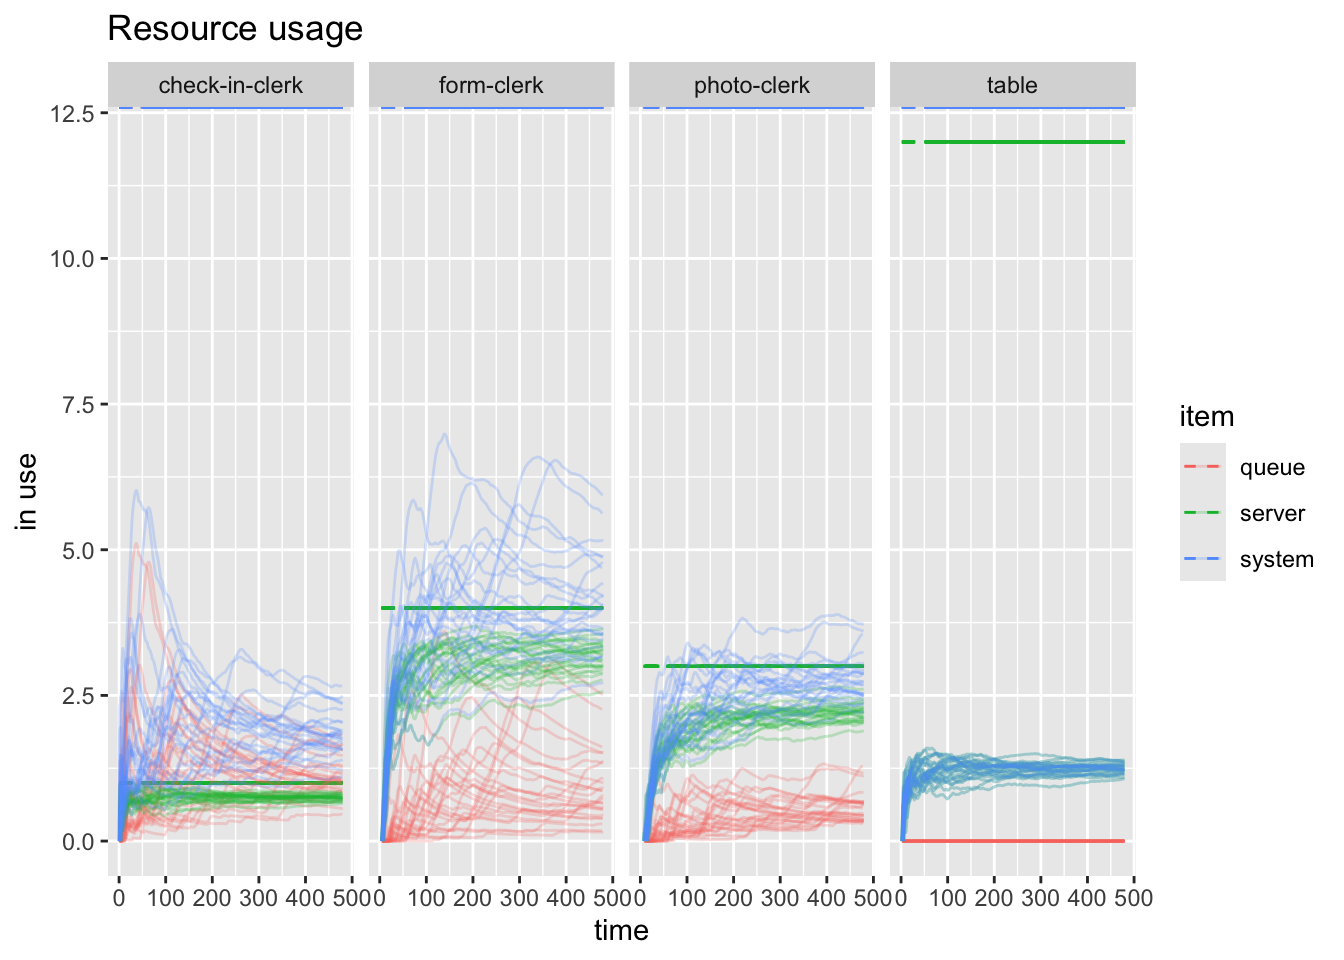 Resource usage
check-in-clerk form-clerk photo-clerk table
12.5
10.0
7.5
5.0
2.5
0.0
in use
0 100 200 300 400 500 0 100 200 300 400 500 0 100 200 300 400 500 0 100 200 300 400 500
time
item
queue
server
system